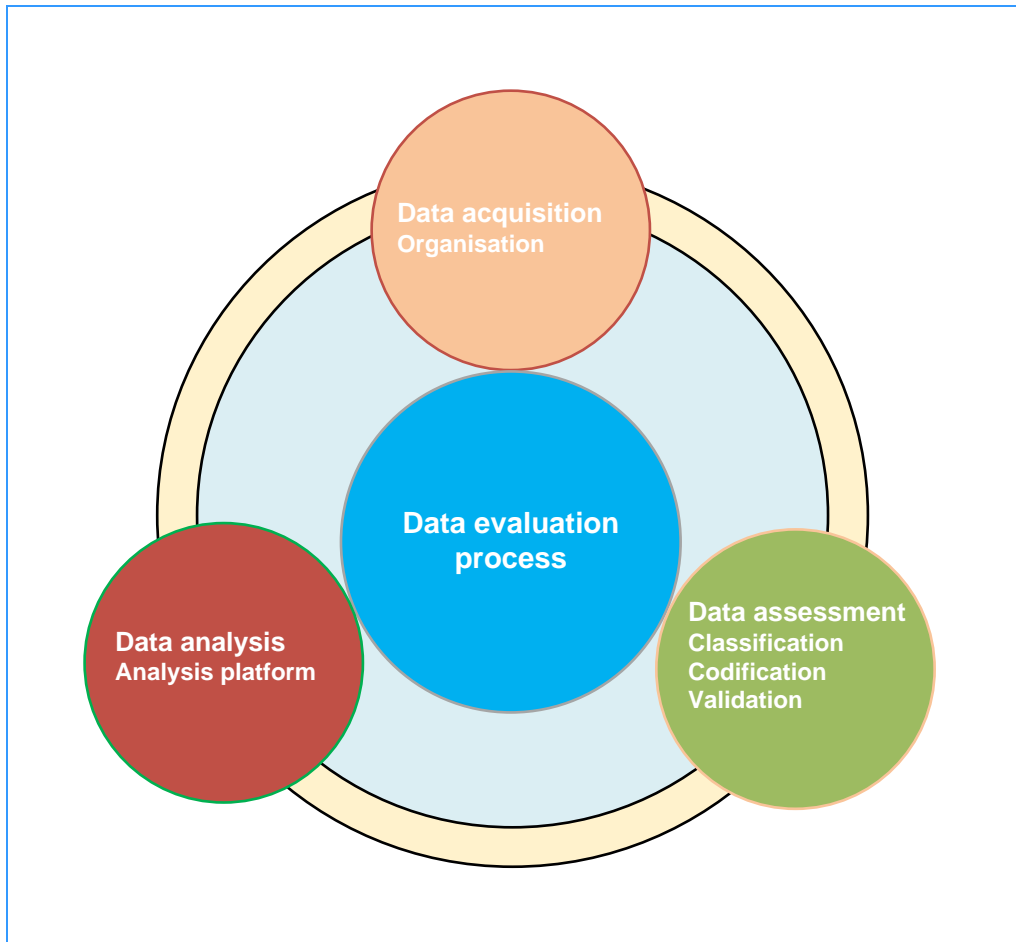 Data acquisition
Organisation
Data evaluation
process
Data analysis
Analysis platform
Data assessment
Classification
Codification
Validation